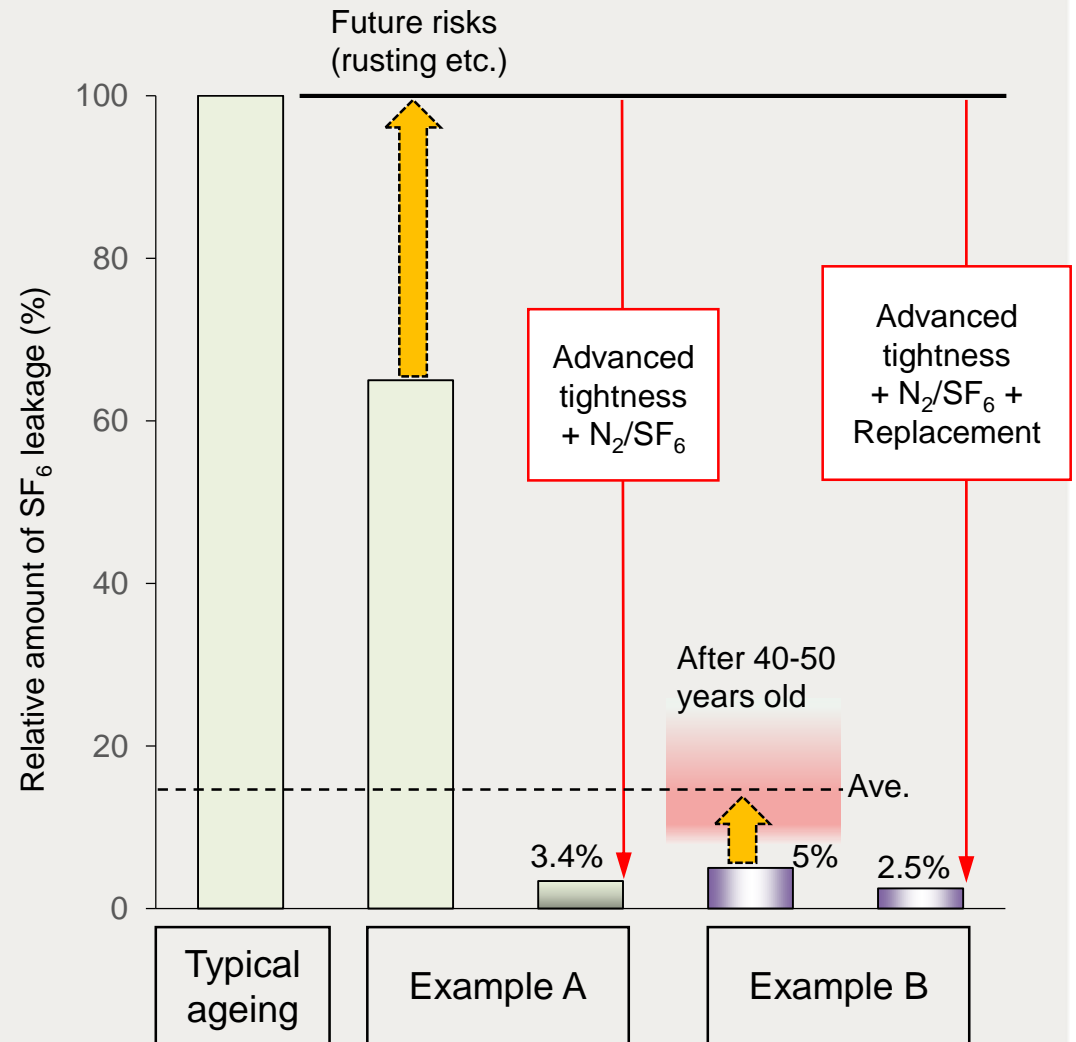 Future risks
(rusting etc.)
100
80
60
40
20
0
Relative amount of SF₆ leakage (%)
Advanced
tightness
+ N₂/SF₆
Advanced
tightness
+ N₂/SF₆ +
Replacement
After 40-50
years old
Ave.
3.4%
5%
2.5%
Typical
ageing
Example A
Example B